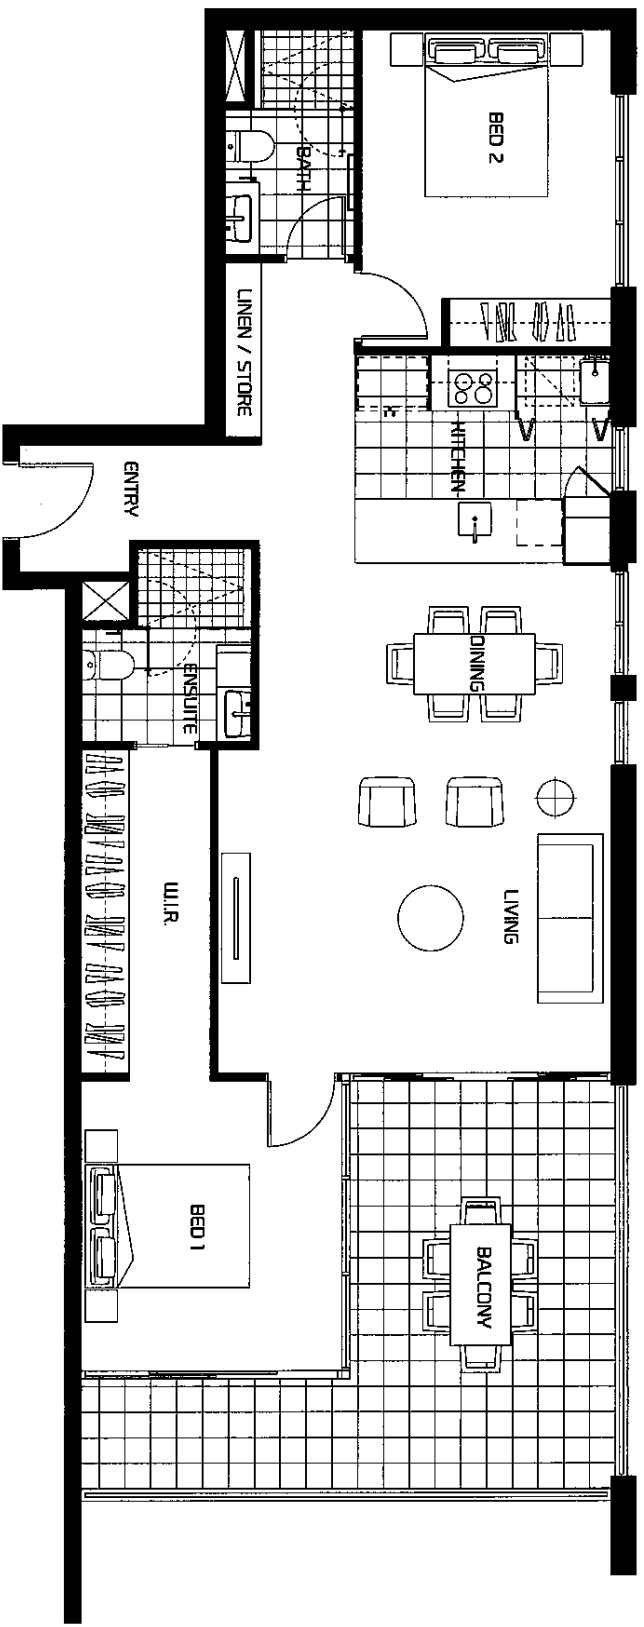 BED 2
BATH
LINEN / STORE
KITCHEN
ENTRY
DINING
ENSUITE
W.I.R.
LIVING
BED 1
BALCONY